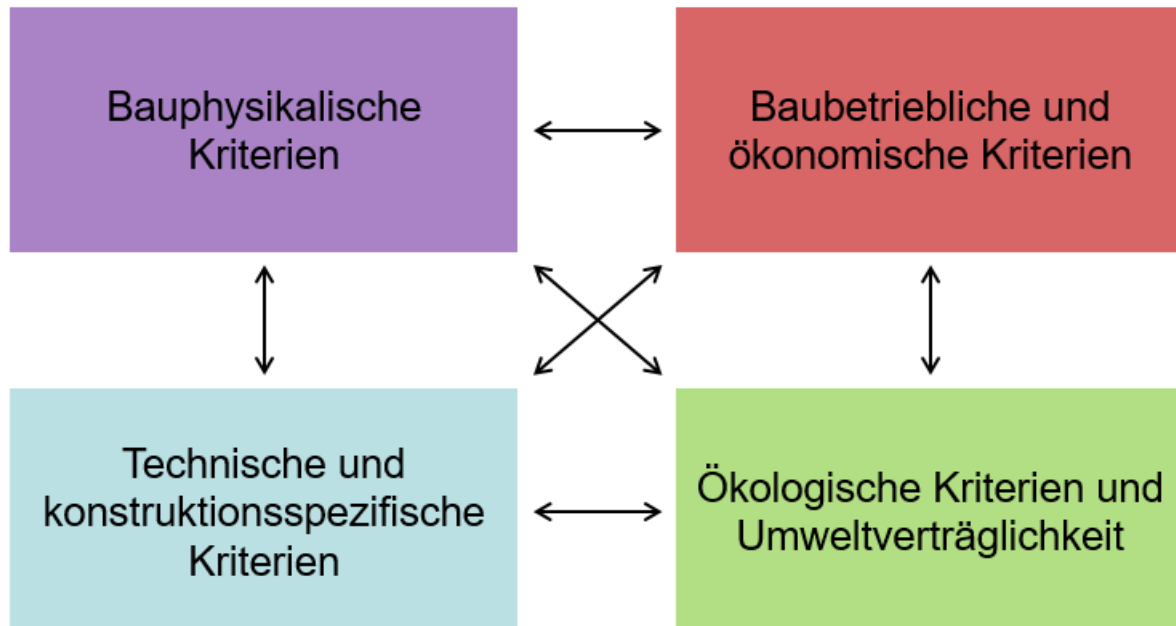 Bauphysikalische
Kriterien
Baubetriebliche und
ökonomische Kriterien
Technische und
konstruktionsspezifische
Kriterien
Ökologische Kriterien und
Umweltverträglichkeit